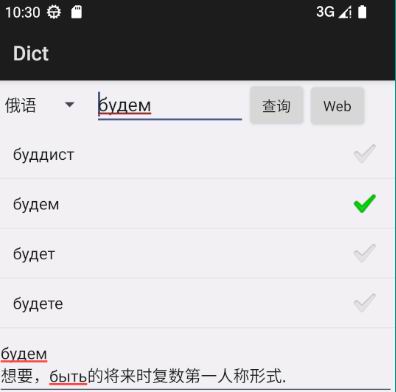 10:30 3G
Dict
俄语 будем 查询 Web
буддист
будем
будет
будете
будем
想要，быть的将来时复数第一人称形式.